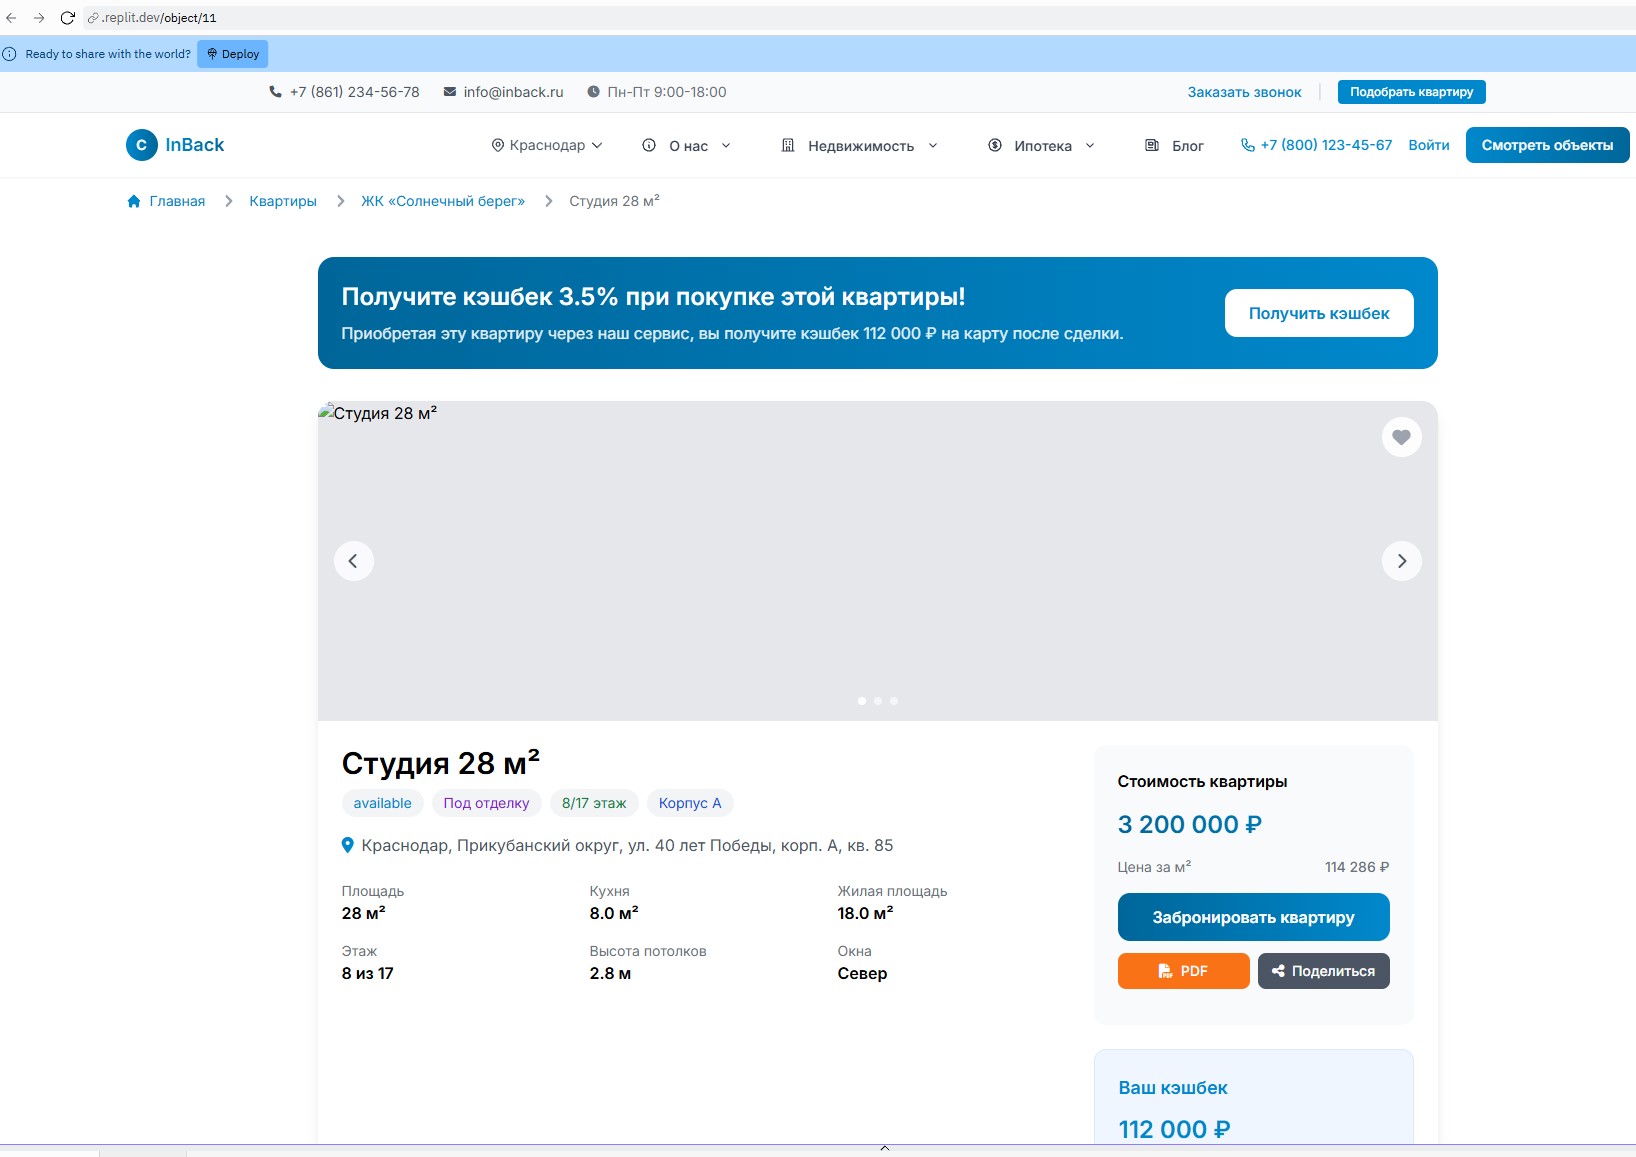 .replit.dev/object/11
Ready to share with the world? Deploy
+7 (861) 234-56-78 info@inback.ru Пн-Пт 9:00-18:00 Заказать звонок Подобрать квартиру
C InBack Краснодар О нас Недвижимость Ипотека Блог +7 (800) 123-45-67 Войти Смотреть объекты
Главная Квартиры ЖК «Солнечный берег» Студия 28 м²
Получите кэшбек 3.5% при покупке этой квартиры!
Приобретая эту квартиру через наш сервис, вы получите кэшбек 112 000 ₽ на карту после сделки.
Получить кэшбек
Студия 28 м²
Студия 28 м²
available Под отделку 8/17 этаж Корпус А
Краснодар, Прикубанский округ, ул. 40 лет Победы, корп. А, кв. 85
Площадь Кухня Жилая площадь
28 м² 8.0 м² 18.0 м²
Этаж Высота потолков Окна
8 из 17 2.8 м Север
Стоимость квартиры
3 200 000 ₽
Цена за м² 114 286 ₽
Забронировать квартиру
PDF Поделиться
Ваш кэшбек
112 000 ₽